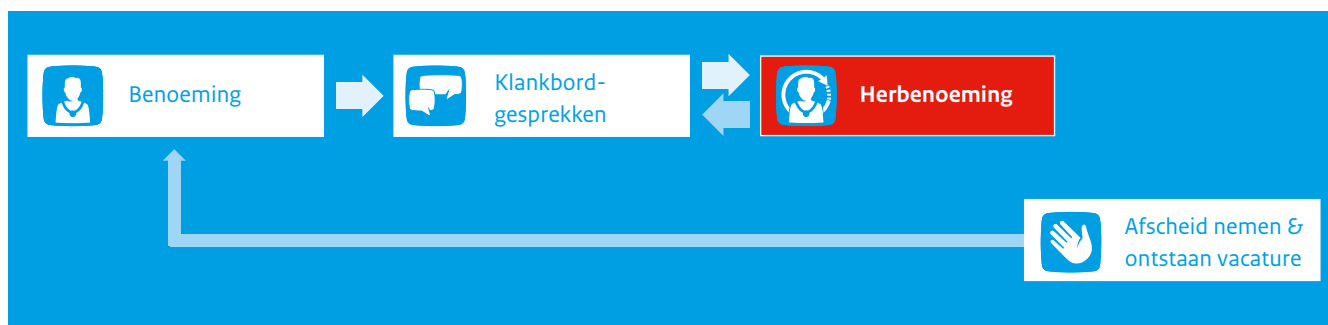 Benoeming
Klankbord-
gesprekken
Herbenoeming
Afscheid nemen &
ontstaan vacature